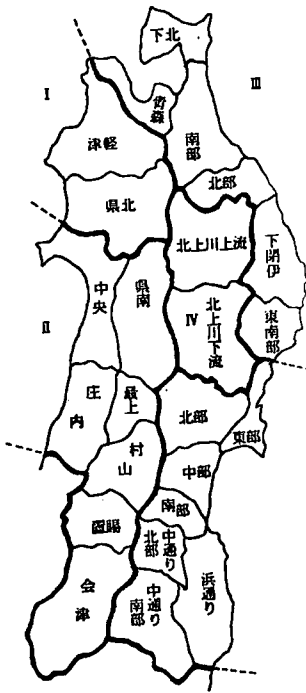 下北
I
III
青森
津軽
南部
北部
県北
北上川上流
下閉伊
中央
県南
II
IV
北上川下流
東南部
庄内
最上
北部
東部
村山
中部
南部
置賜
中通り北部
浜通り
会津
中通り南部